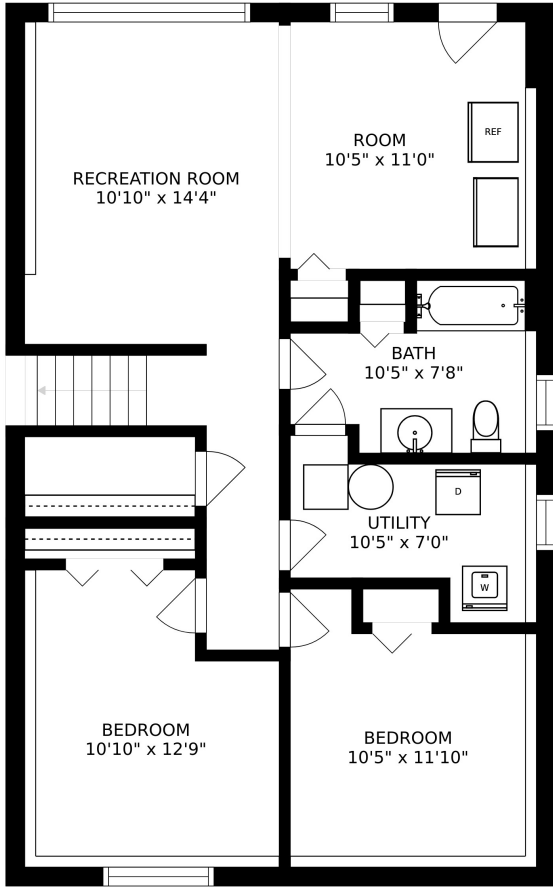 ROOM
10'5" x 11'0"
REF
RECREATION ROOM
10'10" x 14'4"
BATH
10'5" x 7'8"
D
UTILITY
10'5" x 7'0"
W
BEDROOM
10'10" x 12'9"
BEDROOM
10'5" x 11'10"